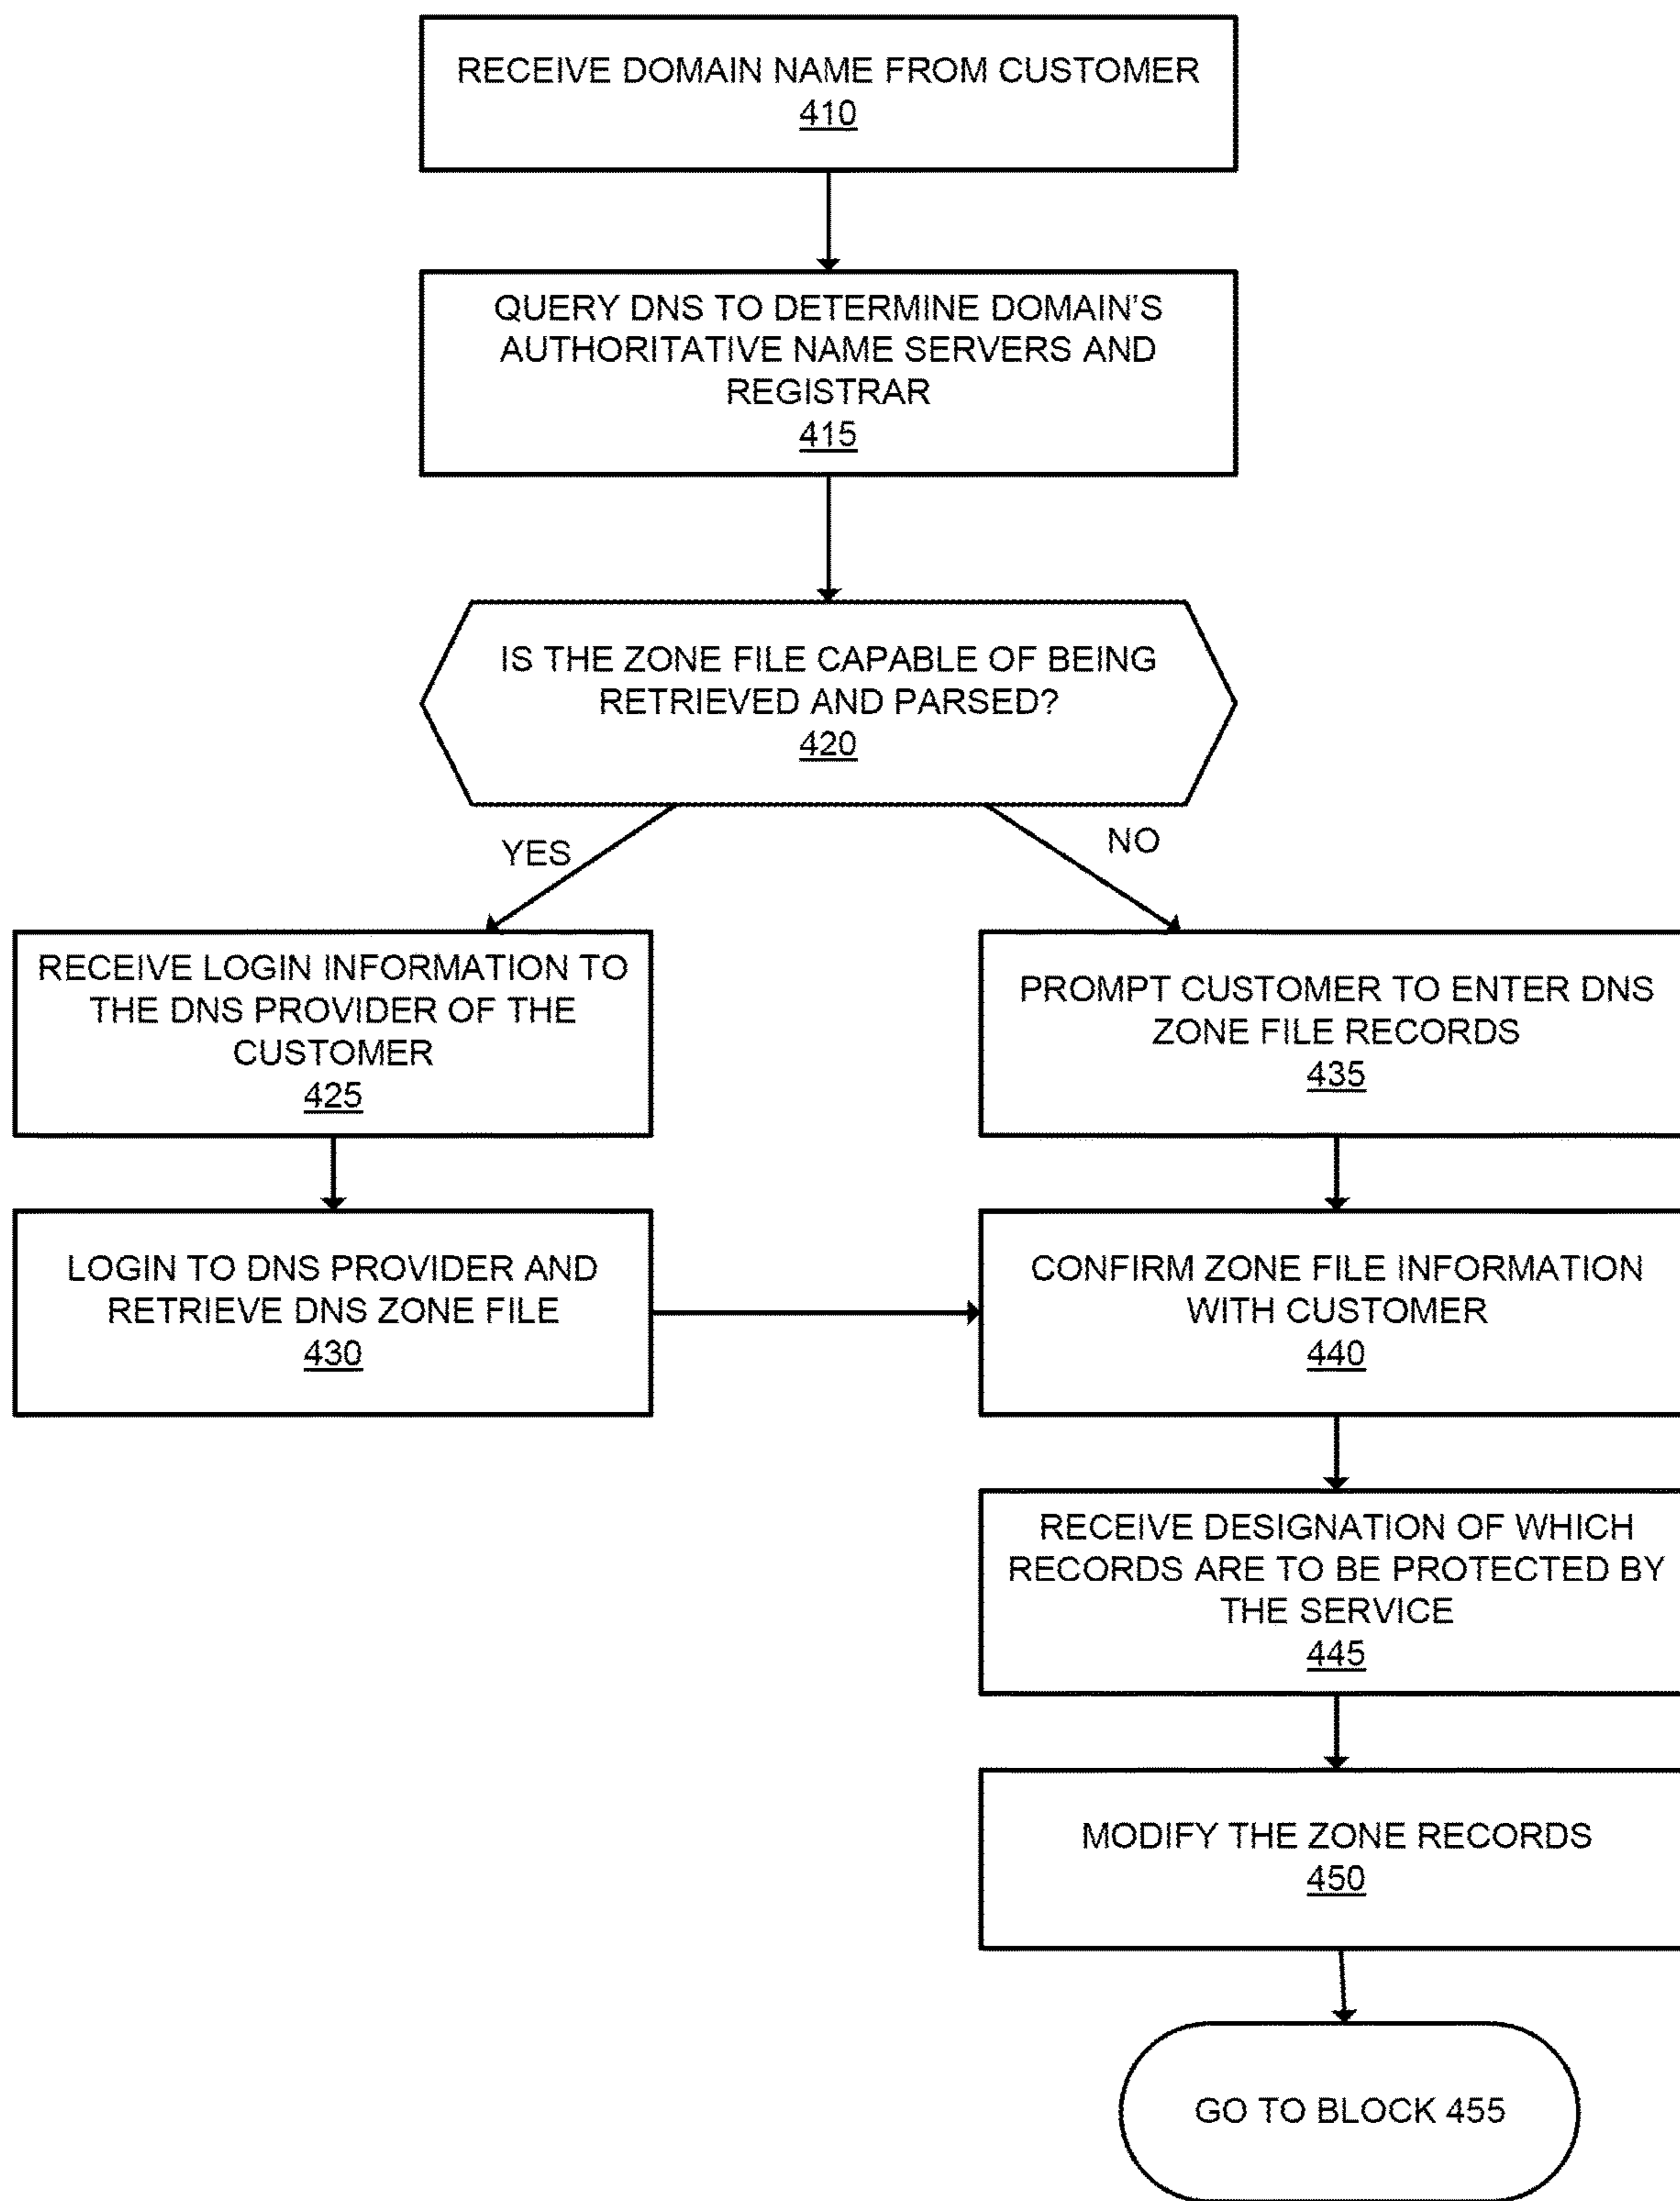 RECEIVE DOMAIN NAME FROM CUSTOMER
410
QUERY DNS TO DETERMINE DOMAIN'S
AUTHORITATIVE NAME SERVERS AND
REGISTRAR
415
IS THE ZONE FILE CAPABLE OF BEING
RETRIEVED AND PARSED?
420
YES
NO
RECEIVE LOGIN INFORMATION TO
THE DNS PROVIDER OF THE
CUSTOMER
425
PROMPT CUSTOMER TO ENTER DNS
ZONE FILE RECORDS
435
LOGIN TO DNS PROVIDER AND
RETRIEVE DNS ZONE FILE
430
CONFIRM ZONE FILE INFORMATION
WITH CUSTOMER
440
RECEIVE DESIGNATION OF WHICH
RECORDS ARE TO BE PROTECTED BY
THE SERVICE
445
MODIFY THE ZONE RECORDS
450
GO TO BLOCK 455